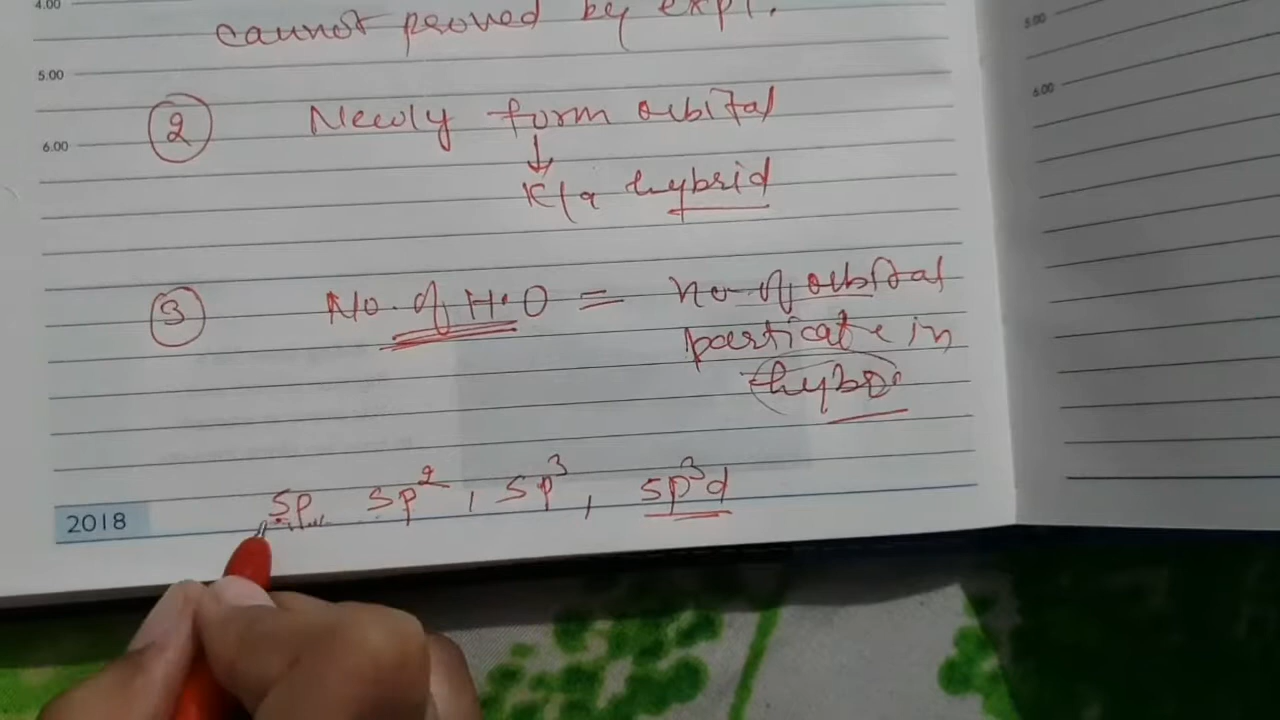 4.00
cannot proved by expt.
5.00
② Newly form orbital
6.00
↓
K/a hybrid
③ No. of H.O = no of orbital
particate in
hybri
sp sp², sp³, sp³d
2018
5.00
6.00